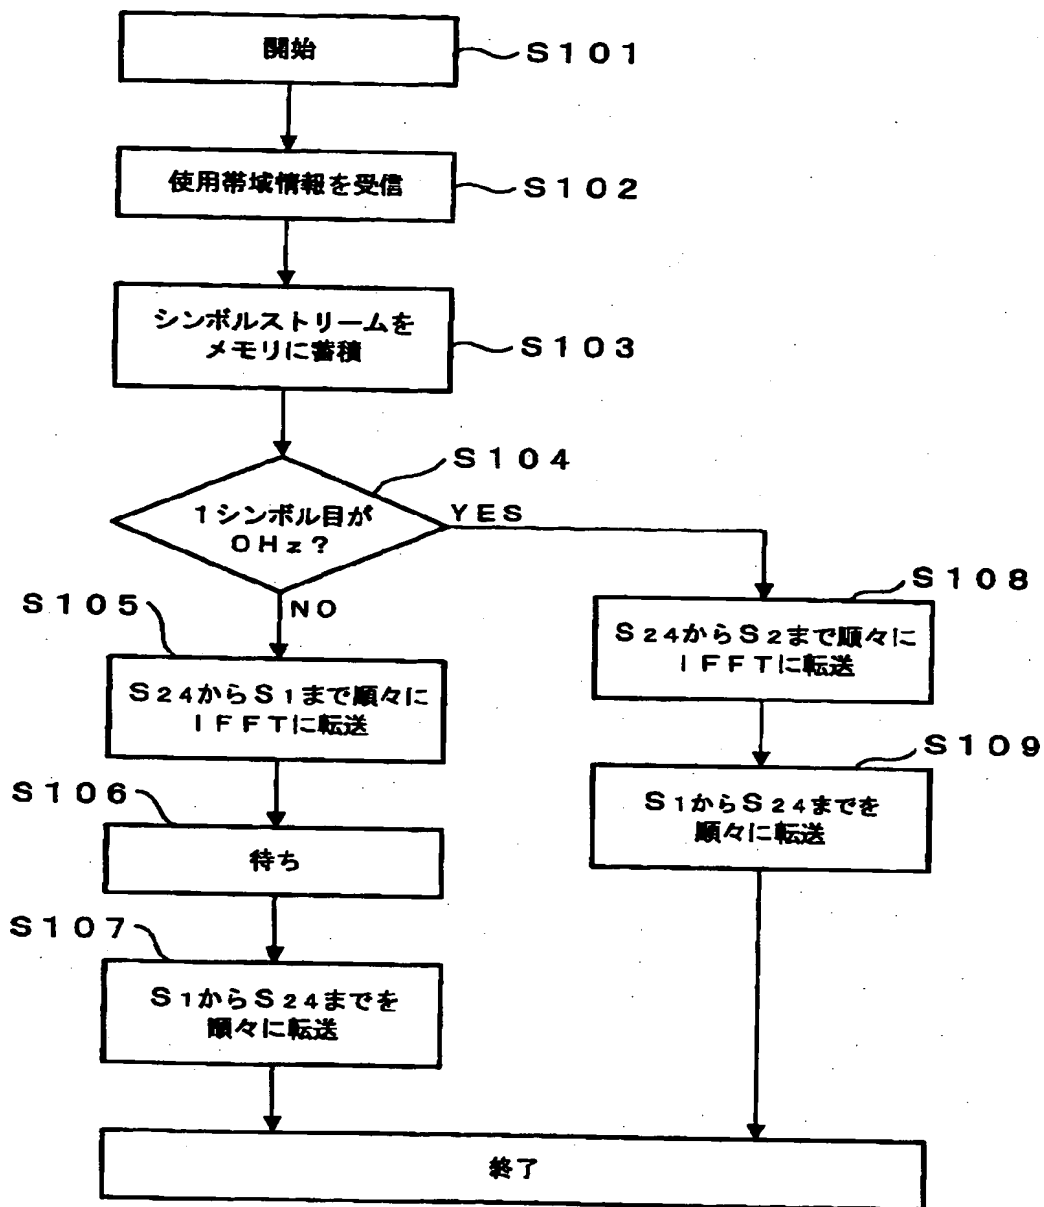 開始
S101
使用帯域情報を受信
S102
シンボルストリームを
メモリに蓄積
S103
S104
1シンボル目が
0Hz?
YES
NO
S105
S24からS1まで順々に
IFFTに転送
S106
待ち
S107
S1からS24までを
順々に転送
S108
S24からS2まで順々に
IFFTに転送
S109
S1からS24までを
順々に転送
終了